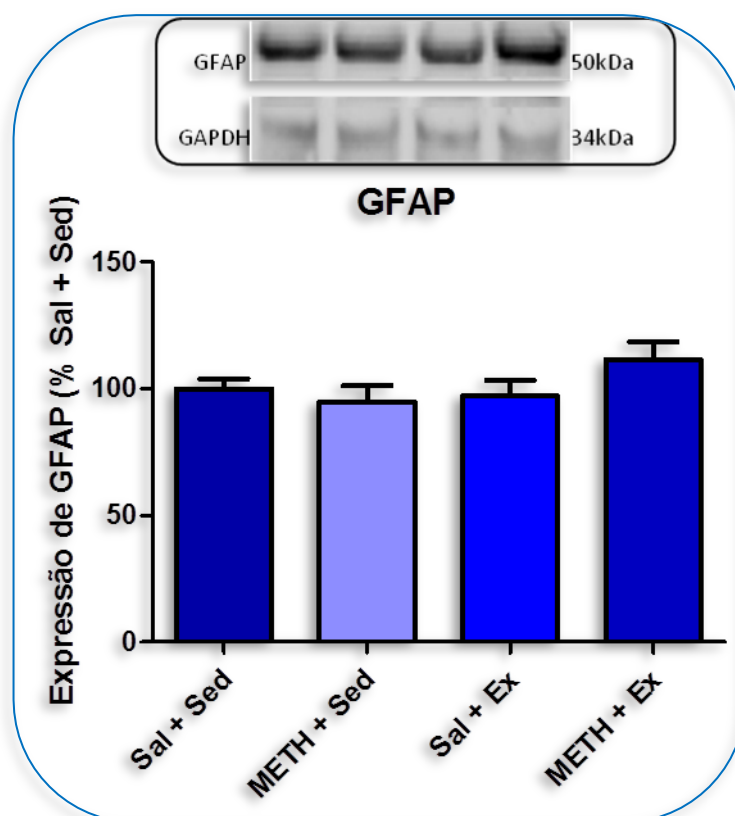 GFAP 50kDa
GAPDH 34kDa
GFAP
Expressão de GFAP (% Sal + Sed)
150
100
50
0
Sal + Sed
METH + Sed
Sal + Ex
METH + Ex